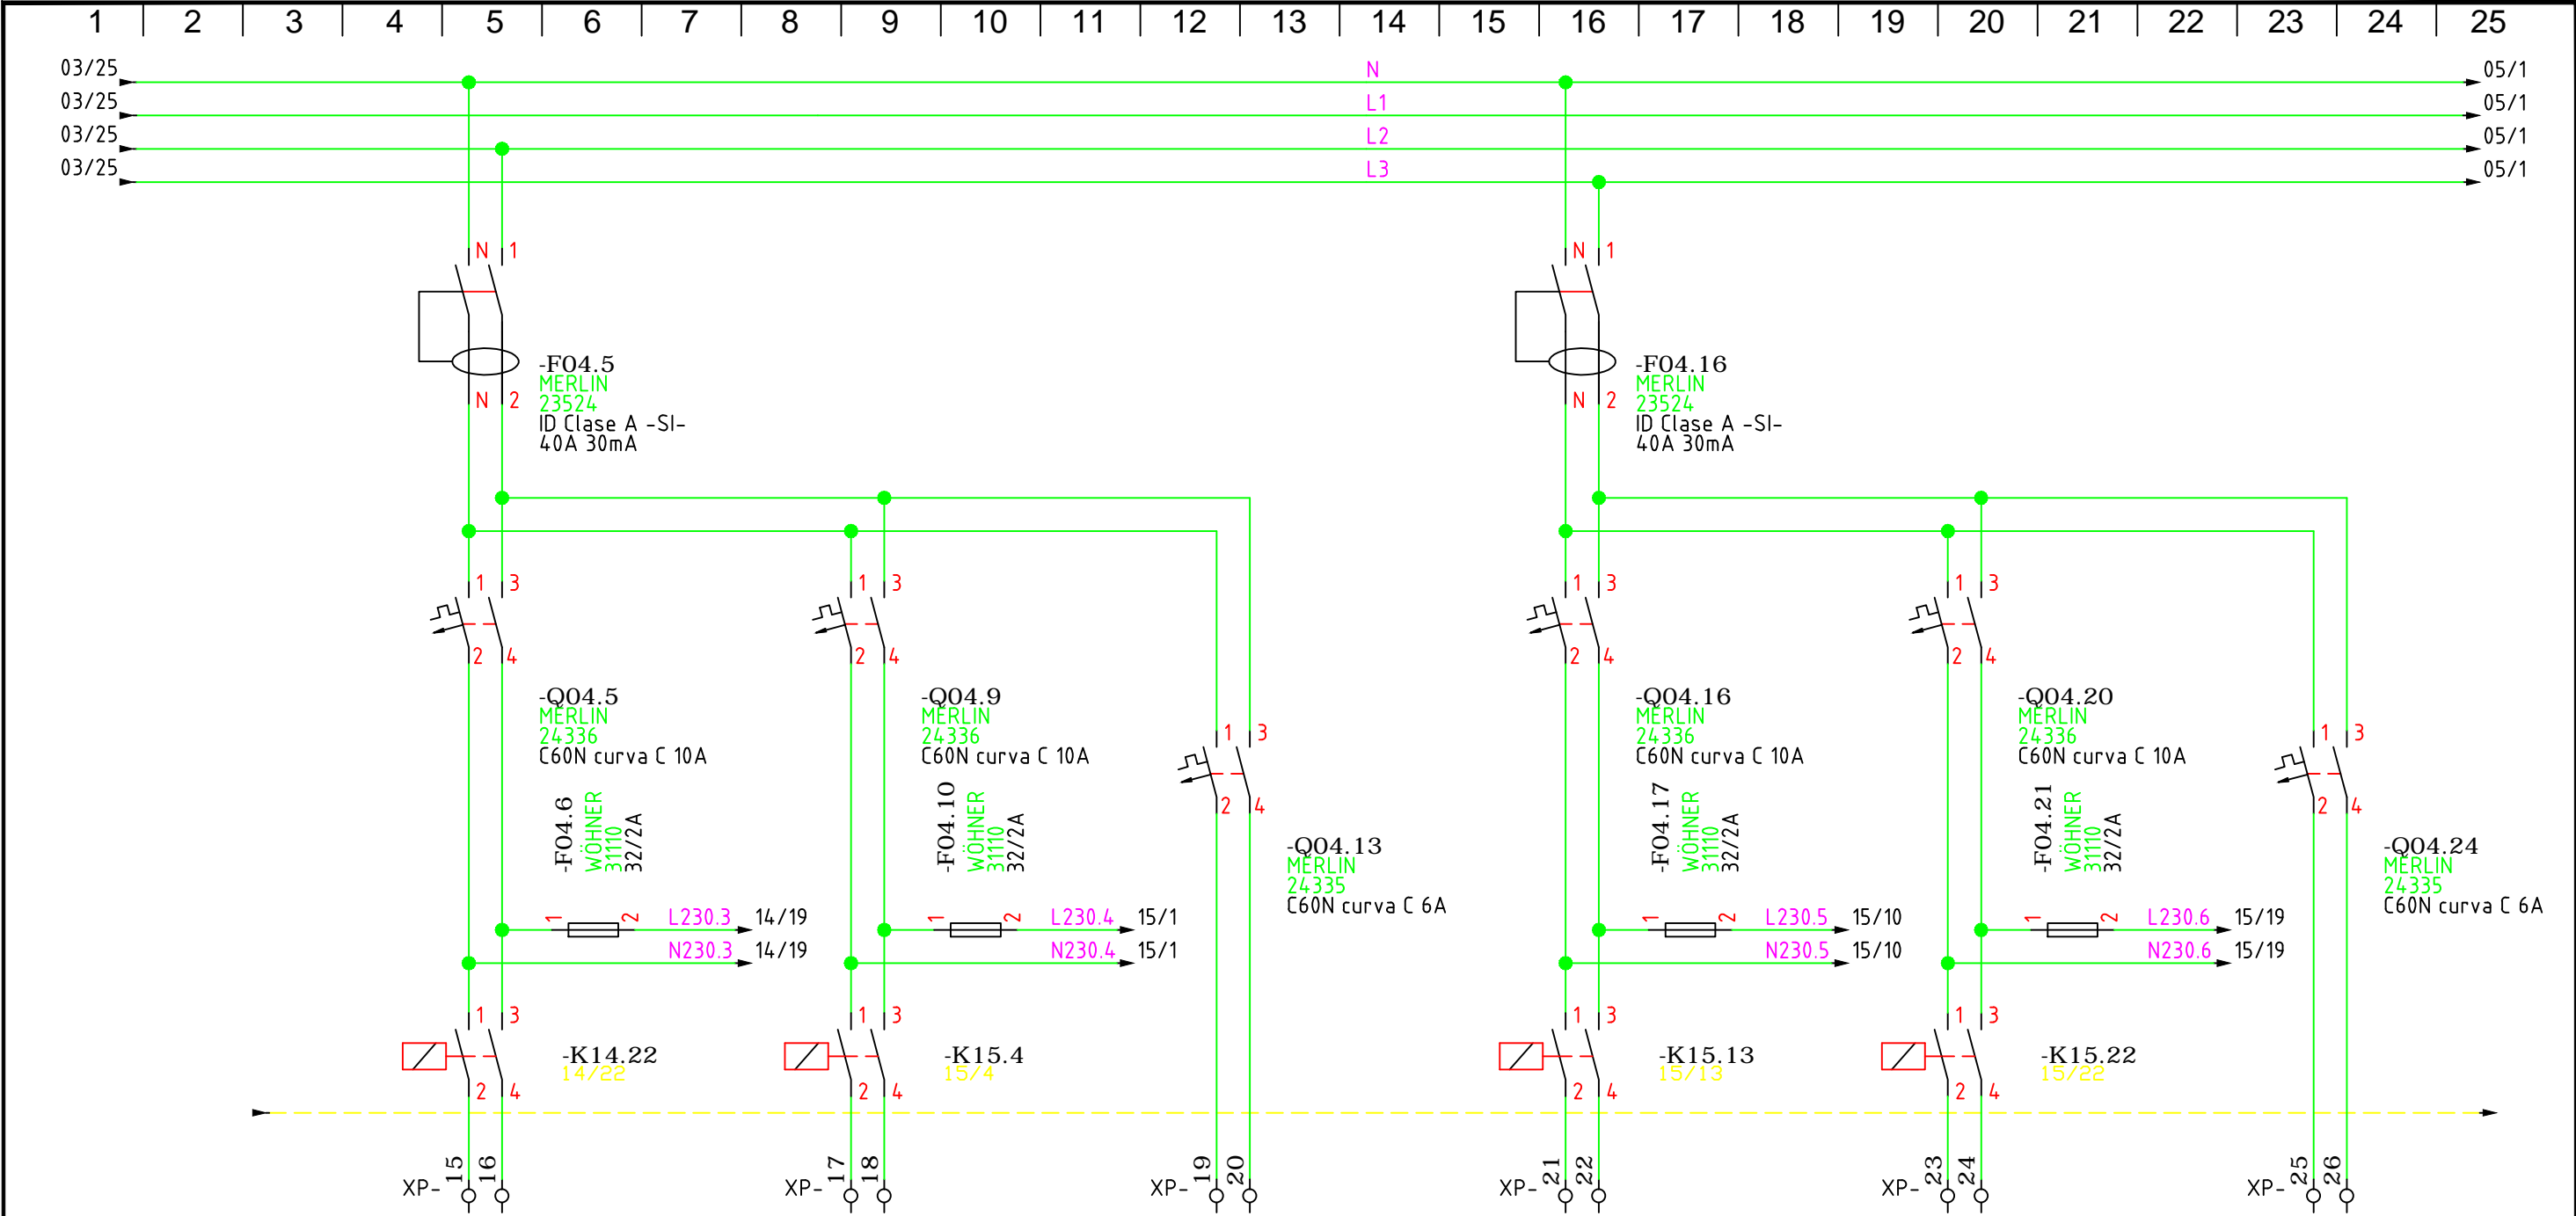 1 2 3 4 5 6 7 8 9 10 11 12 13 14 15 16 17 18 19 20 21 22 23 24 25
03/25 N 05/1
03/25 L1 05/1
03/25 L2 05/1
03/25 L3 05/1
N 1 N 1
-F04.5
MERLIN
23524
ID Clase A -SI-
40A 30mA
N 2
-F04.16
MERLIN
23524
ID Clase A -SI-
40A 30mA
N 2
1 3 1 3 1 3 1 3
2 4 2 4 2 4 2 4
-Q04.5
MERLIN
24336
C60N curva C 10A
-Q04.9
MERLIN
24336
C60N curva C 10A
1 3
2 4
-Q04.13
MERLIN
24335
C60N curva C 6A
-Q04.16
MERLIN
24336
C60N curva C 10A
-Q04.20
MERLIN
24336
C60N curva C 10A
1 3
2 4
-Q04.24
MERLIN
24335
C60N curva C 6A
-F04.6
WÖHNER
31110
32/2A
-F04.10
WÖHNER
31110
32/2A
-F04.17
WÖHNER
31110
32/2A
-F04.21
WÖHNER
31110
32/2A
1 2 L230.3 14/19
N230.3 14/19
1 2 L230.4 15/1
N230.4 15/1
1 2 L230.5 15/10
N230.5 15/10
1 2 L230.6 15/19
N230.6 15/19
1 3 1 3 1 3 1 3
-K14.22
14/22
-K15.4
15/4
-K15.13
15/13
-K15.22
15/22
2 4 2 4 2 4 2 4
XP- 15 16
XP- 17 18
XP- 19 20
XP- 21 22
XP- 23 24
XP- 25 26